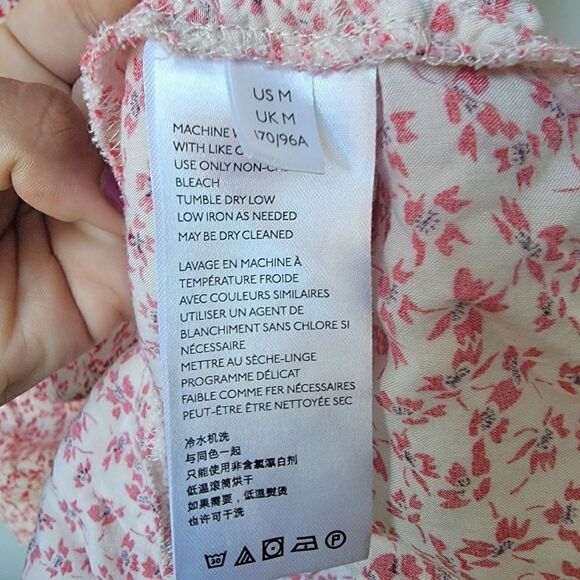 US M
UK M
170/96A
MACHINE
WITH LIKE
USE ONLY
BLEACH
TUMBLE DRY LOW
LOW IRON AS NEEDED
MAY BE DRY CLEANED
LAVAGE EN MACHINE À
TEMPÉRATURE FROIDE
AVEC COULEURS SIMILAIRES
UTILISER UN AGENT DE
BLANCHIMENT SANS CHLORE SI
NÉCESSAIRE
METTRE AU SÈCHE-LINGE
PROGRAMME DÉLICAT
FAIBLE COMME FER NÉCESSAIRES
PEUT-ÊTRE ÊTRE NETTOYÉE SEC
冷水机洗
与同色一起
只能使用非含氯漂白剂
低温滚筒烘干
如果需要，低温熨烫
也许可干洗
30
P